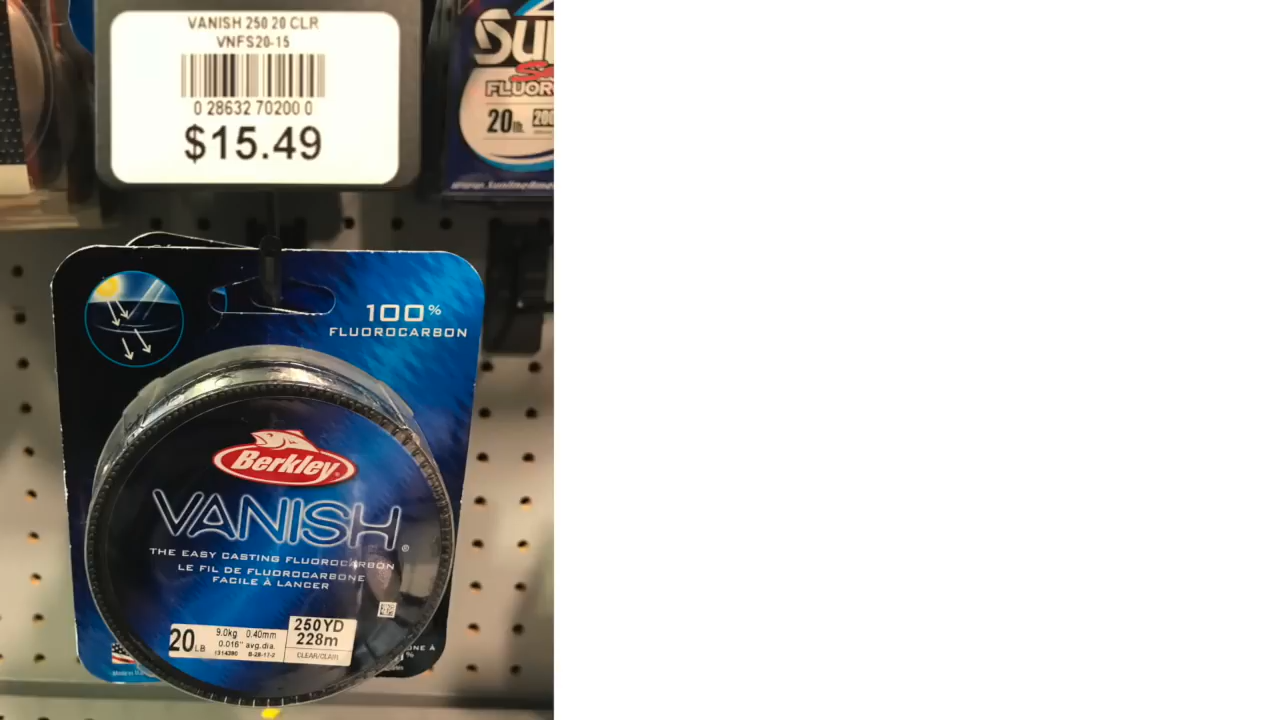 VANISH 250 20 CLR
VNFS20-15
0 28632 70200 0
$15.49
FLUOR
20lb.
200
100%
FLUOROCARBON
Berkley
VANISH®
THE EASY CASTING FLUOROCARBON
LE FIL DE FLUOROCARBONE
FACILE À LANCER
20LB
9.0kg 0.40mm
0.016" avg.dia.
250YD
228m
CLEAR/CLAIR